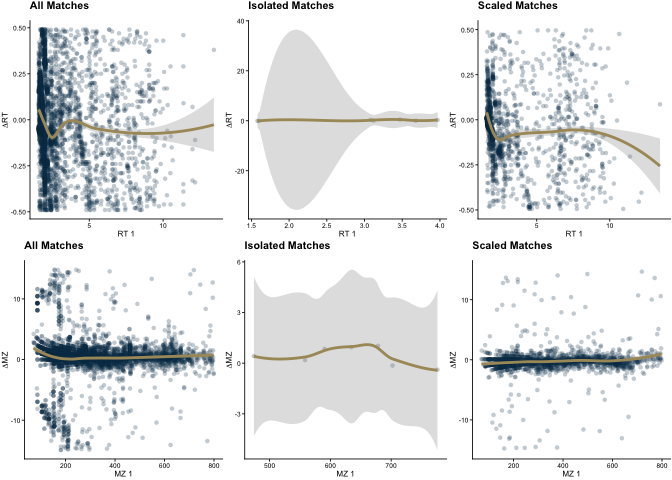 All Matches
Isolated Matches
Scaled Matches
0.50
0.25
0.00
-0.25
-0.50
ΔRT
5
10
RT 1
40
20
0
-20
ΔRT
1.5
2.0
2.5
3.0
3.5
4.0
RT 1
0.50
0.25
0.00
-0.25
-0.50
ΔRT
5
10
RT 1
All Matches
Isolated Matches
Scaled Matches
10
0
-10
ΔMZ
200
400
600
800
MZ 1
6
3
0
-3
ΔMZ
500
600
700
MZ 1
10
0
-10
ΔMZ
200
400
600
800
MZ 1